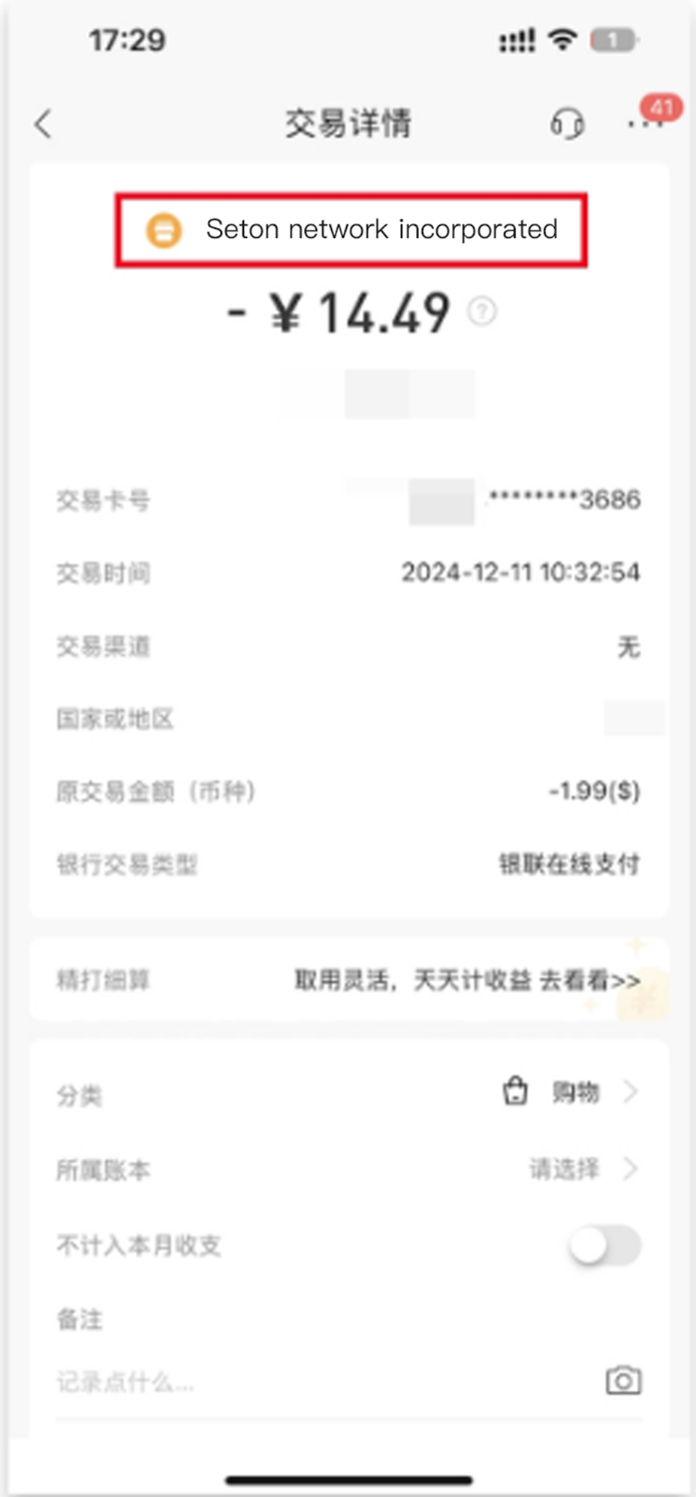 17:29
1
交易详情
41
Seton network incorporated
- ¥ 14.49 ?
交易卡号 ********3686
交易时间 2024-12-11 10:32:54
交易渠道 无
国家或地区
原交易金额（币种） -1.99($)
银行交易类型 银联在线支付
精打细算 取用灵活，天天计收益 去看看>>
分类 购物
所属账本 请选择
不计入本月收支
备注
记录点什么...